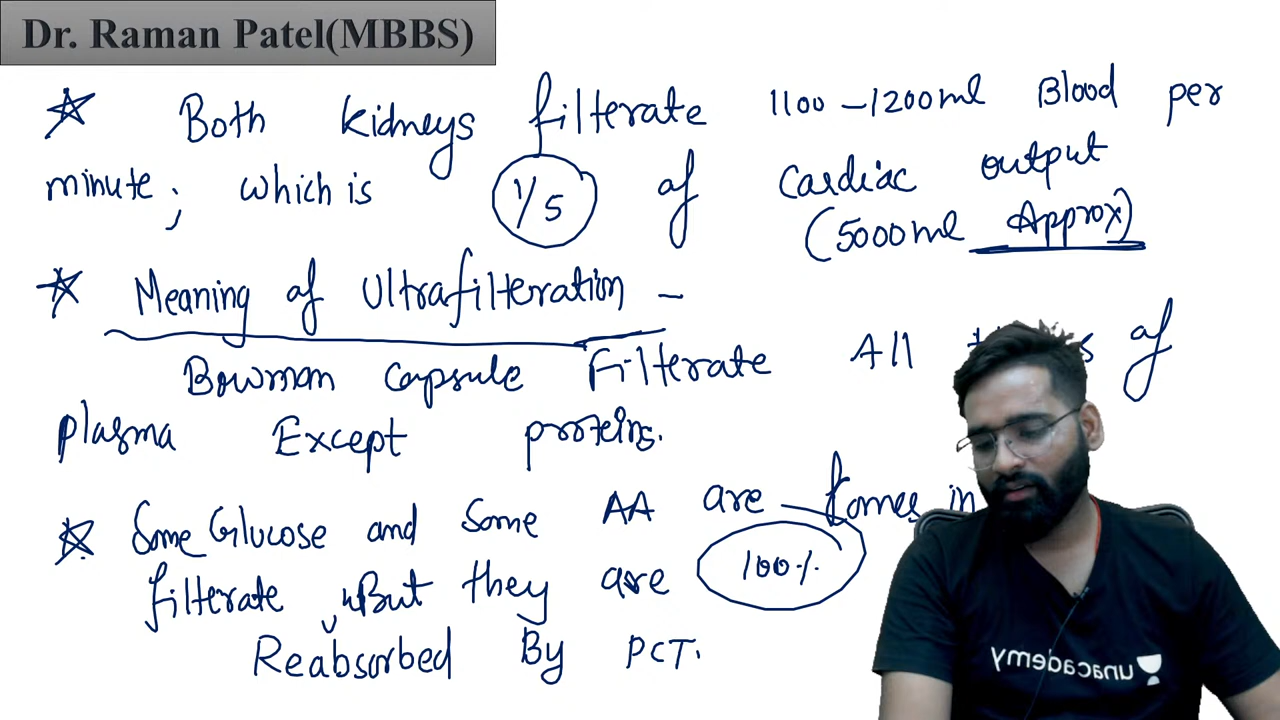 Dr. Raman Patel(MBBS)
Both kidneys filterate 1100-1200ml Blood per
minute; which is 1/5 of cardiac output
(5000ml Approx)
Meaning of Ultrafilteration -
Bowman capsule Filterate All of
plasma Except proteins.
Some Glucose and Some AA are comes in
filterate, But they are 100%
Reabsorbed By PCT.
unacademy